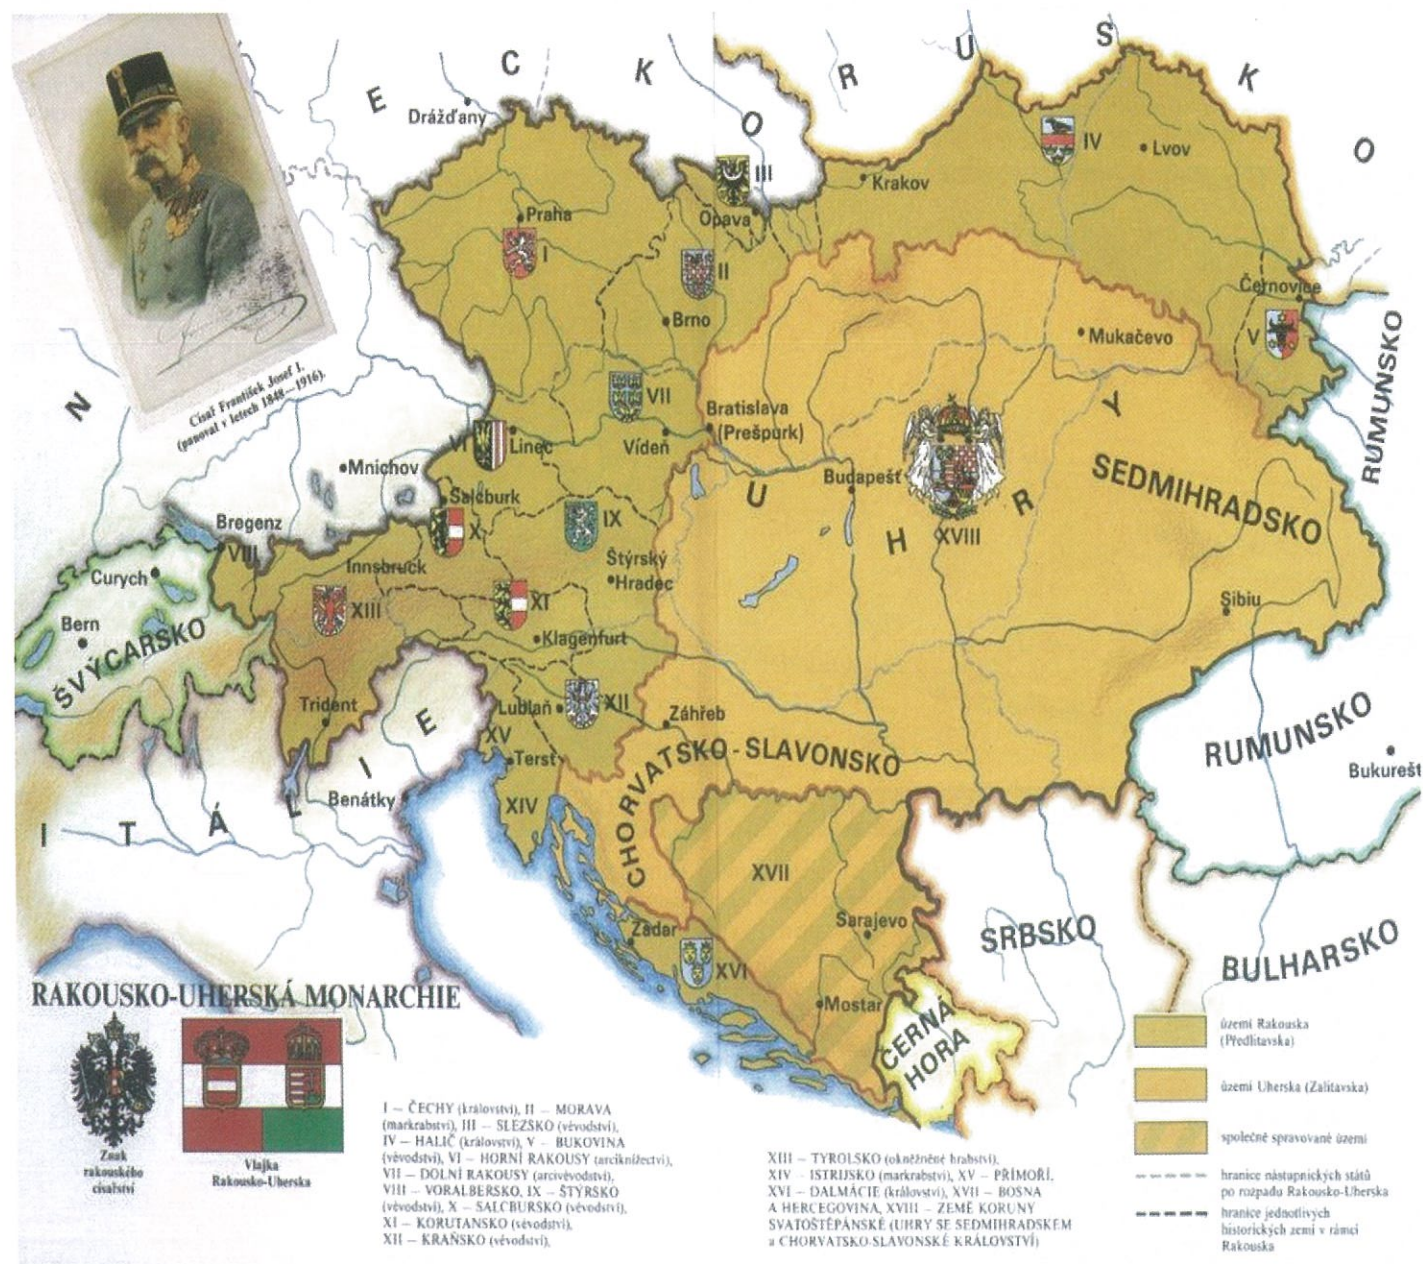 Císař František Josef I.
(panoval v letech 1848—1916).
NĚMECKO
RUSKO
Drážďany
Praha
I
Opava
III
II
Brno
Krakov
IV
Lvov
Černovice
V
Mukačevo
RUMUNSKO
Mnichov
VI
Linec
VII
Vídeň
Bratislava
(Prešpurk)
Budapešť
UHRY
XVIII
SEDMIHRADSKO
Sibiu
Salcburk
X
IX
Štýrský
Hradec
Bregenz
VIII
Innsbruck
XIII
XI
Klagenfurt
Curych
Bern
ŠVÝCARSKO
Trident
Lublaň
XII
XV
Terst
XIV
Záhřeb
CHORVATSKO-SLAVONSKO
Benátky
ITÁLIE
XVII
Sarajevo
Mostar
Zadar
XVI
RUMUNSKO
Bukurešť
SRBSKO
BULHARSKO
ČERNÁ
HORA
RAKOUSKO-UHERSKÁ MONARCHIE
Znak
rakouského
císařství
Vlajka
Rakousko-Uherska
I — ČECHY (království), II — MORAVA
(markrabství), III — SLEZSKO (vévodství),
IV — HALIČ (království), V — BUKOVINA
(vévodství), VI — HORNÍ RAKOUSY (arciknížectví),
VII — DOLNÍ RAKOUSY (arcivévodství),
VIII — VORALBERSKO, IX — ŠTÝRSKO
(vévodství), X — SALCBURSKO (vévodství),
XI — KORUTANSKO (vévodství),
XII — KRAŇSKO (vévodství),
XIII — TYROLSKO (okněžněné hrabství),
XIV — ISTRIJSKO (markrabství), XV — PŘÍMOŘÍ,
XVI — DALMÁCIE (království), XVII — BOSNA
A HERCEGOVINA, XVIII — ZEMĚ KORUNY
SVATOŠTĚPÁNSKÉ (UHRY SE SEDMIHRADSKEM
a CHORVATSKO-SLAVONSKÉ KRÁLOVSTVÍ)
území Rakouska
(Předlitavska)
území Uherska (Zalitavska)
společně spravované území
hranice nástupnických států
po rozpadu Rakousko-Uherska
hranice jednotlivých
historických zemí v rámci
Rakouska